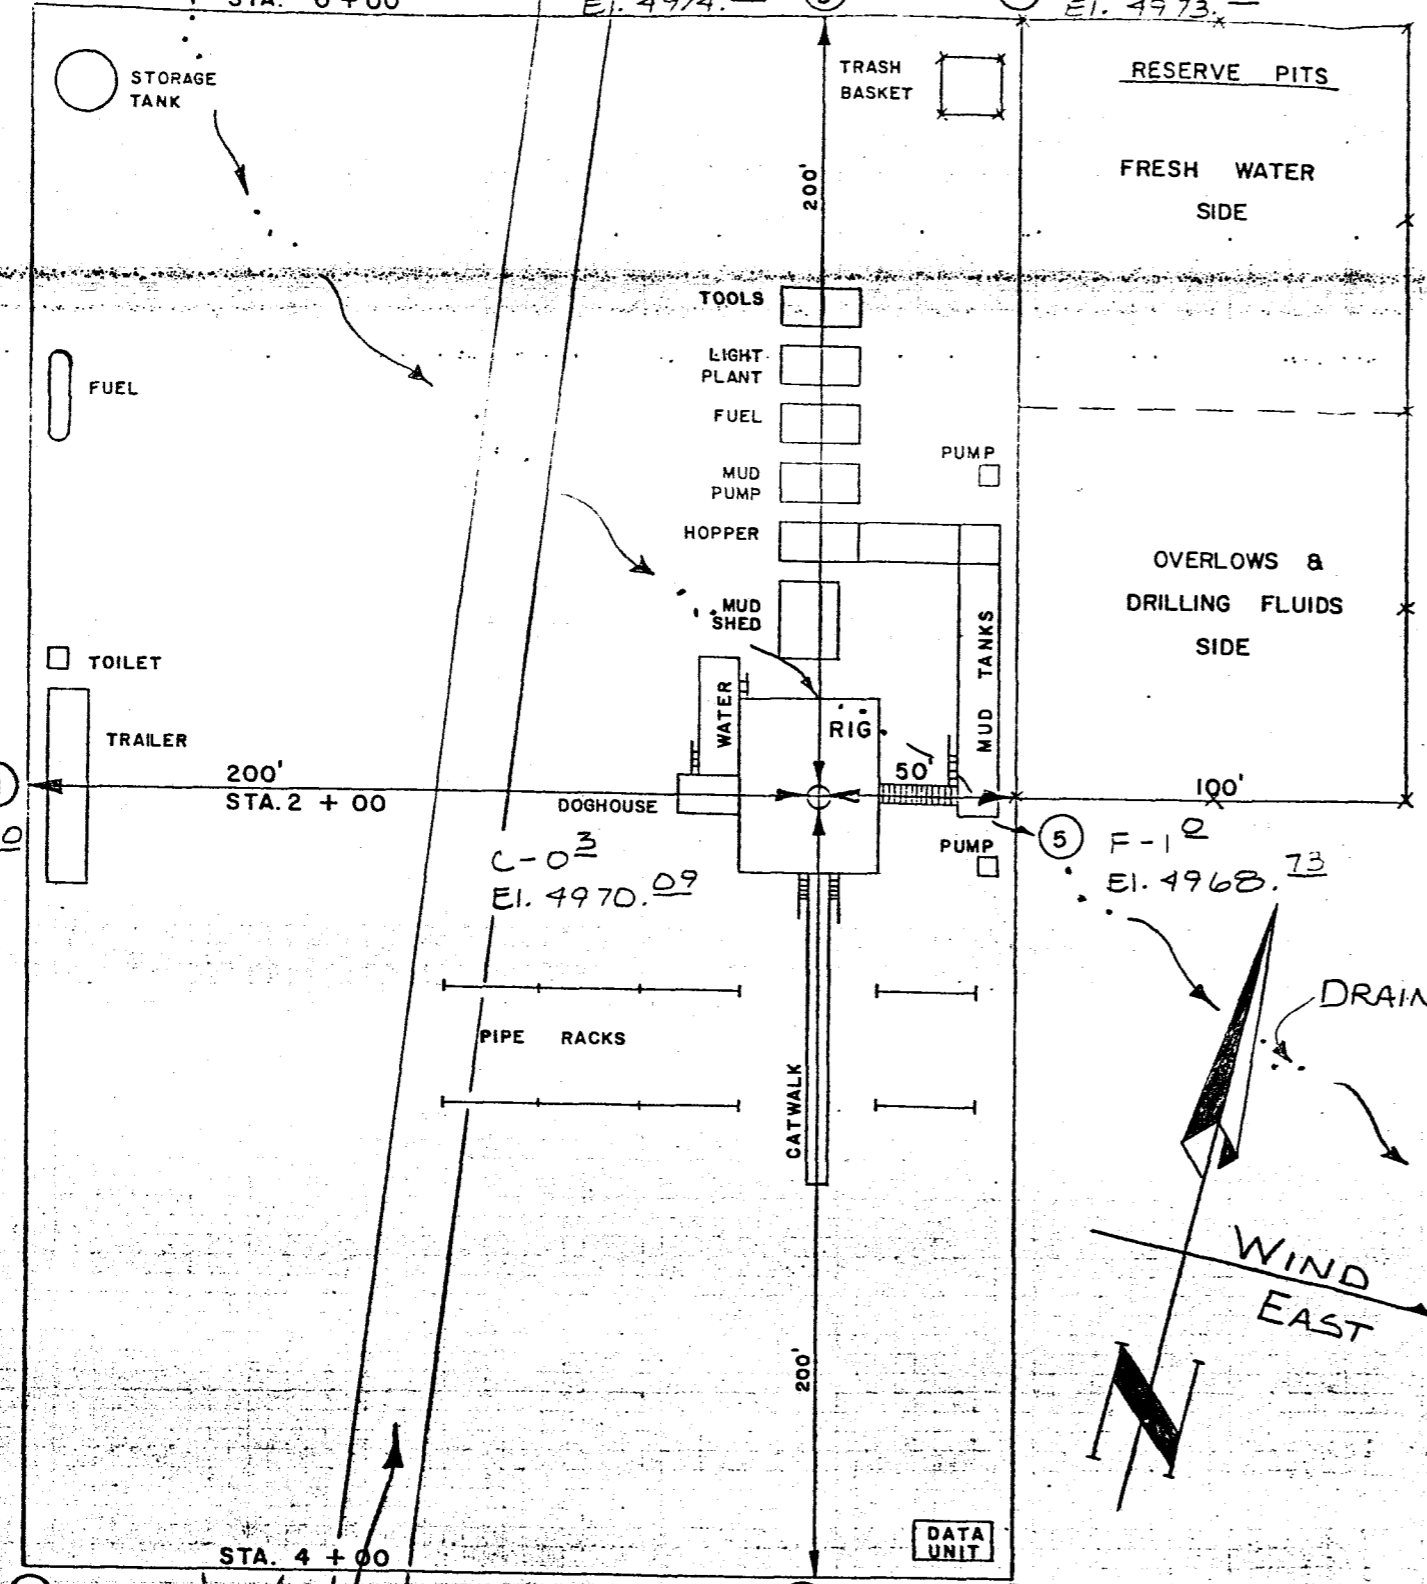 STA. 0 + 00
El. 4974.
El. 4973.
STORAGE
TANK
TRASH
BASKET
RESERVE PITS
FRESH WATER
SIDE
200'
TOOLS
LIGHT
PLANT
FUEL
FUEL
MUD
PUMP
PUMP
HOPPER
OVERLOWS &
DRILLING FLUIDS
SIDE
MUD
SHED
MUD TANKS
TOILET
WATER
RIG
TRAILER
200'
STA. 2 + 00
DOGHOUSE
50'
100'
C-0 3
El. 4970.09
PUMP
5
F-1 0
El. 4968.73
DRAIN
PIPE RACKS
CATWALK
WIND
EAST
200'
N
DATA
UNIT
STA. 4 + 00